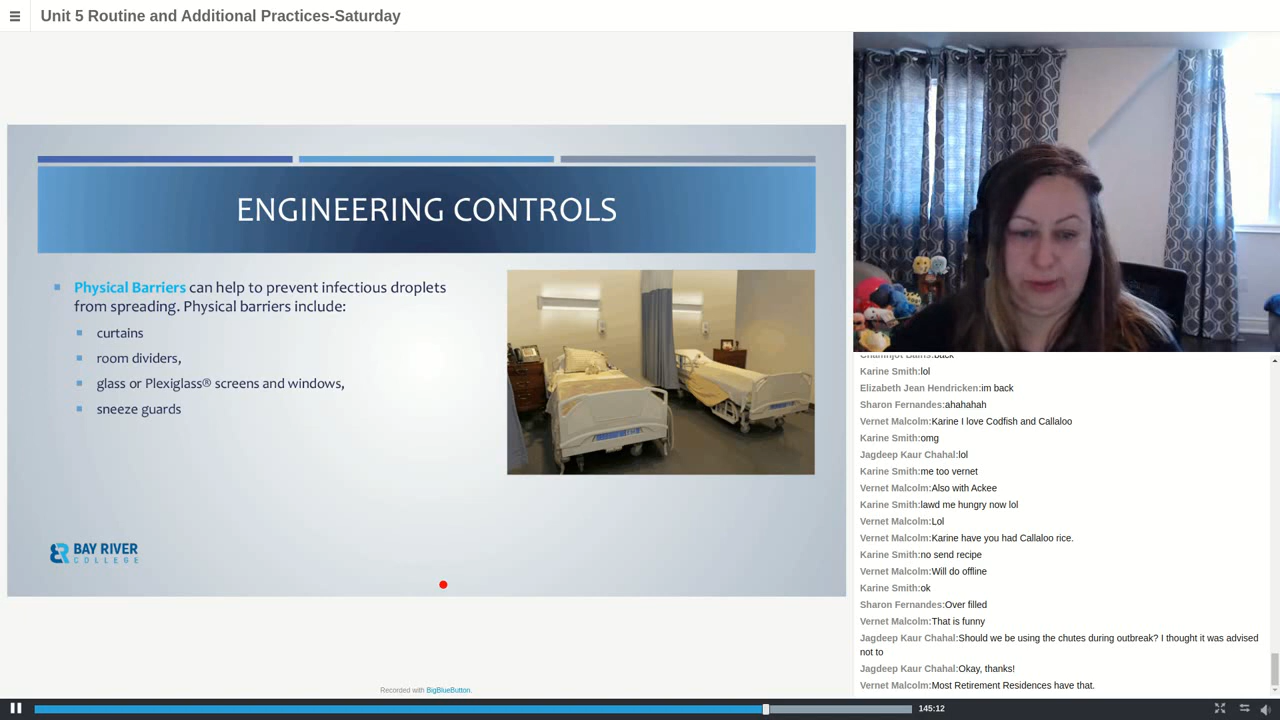 Unit 5 Routine and Additional Practices-Saturday
ENGINEERING CONTROLS
Physical Barriers can help to prevent infectious droplets
from spreading. Physical barriers include:
curtains
room dividers,
glass or Plexiglass® screens and windows,
sneeze guards
BAY RIVER
COLLEGE
Recorded with BigBlueButton.
Charmjot Bains:back
Karine Smith:lol
Elizabeth Jean Hendricken:im back
Sharon Fernandes:ahahahah
Vernet Malcolm:Karine I love Codfish and Callaloo
Karine Smith:omg
Jagdeep Kaur Chahal:lol
Karine Smith:me too vernet
Vernet Malcolm:Also with Ackee
Karine Smith:lawd me hungry now lol
Vernet Malcolm:Lol
Vernet Malcolm:Karine have you had Callaloo rice.
Karine Smith:no send recipe
Vernet Malcolm:Will do offline
Karine Smith:ok
Sharon Fernandes:Over filled
Vernet Malcolm:That is funny
Jagdeep Kaur Chahal:Should we be using the chutes during outbreak? I thought it was advised
not to
Jagdeep Kaur Chahal:Okay, thanks!
Vernet Malcolm:Most Retirement Residences have that.
145:12